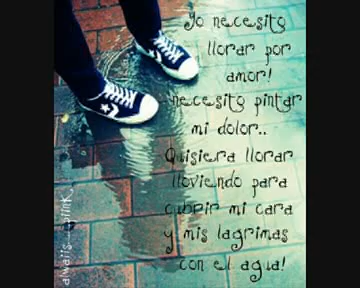 Yo necesito
llorar por
amor!
necesito pintar
mi dolor..
Quisiera llorar
lloviendo para
cubrir mi cara
y mis lagrimas
con el agua!